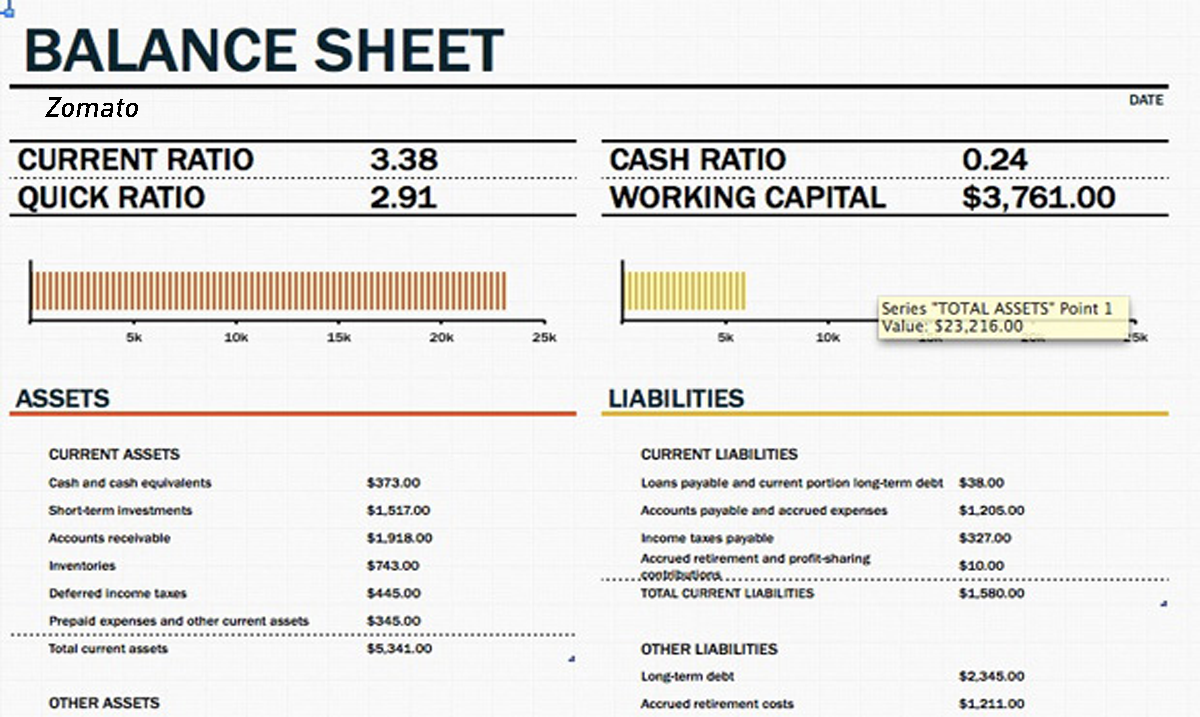 BALANCE SHEET
Zomato
DATE
CURRENT RATIO 3.38
QUICK RATIO 2.91
CASH RATIO 0.24
WORKING CAPITAL $3,761.00
5k 10k 15k 20k 25k
5k 10k 25k
Series "TOTAL ASSETS" Point 1
Value: $23,216.00
ASSETS
CURRENT ASSETS
Cash and cash equivalents $373.00
Short-term investments $1,517.00
Accounts receivable $1,918.00
Inventories $743.00
Deferred income taxes $445.00
Prepaid expenses and other current assets $345.00
Total current assets $5,341.00
OTHER ASSETS
LIABILITIES
CURRENT LIABILITIES
Loans payable and current portion long-term debt $38.00
Accounts payable and accrued expenses $1,205.00
Income taxes payable $327.00
Accrued retirement and profit-sharing
contributions $10.00
TOTAL CURRENT LIABILITIES $1,580.00
OTHER LIABILITIES
Long-term debt $2,345.00
Accrued retirement costs $1,211.00